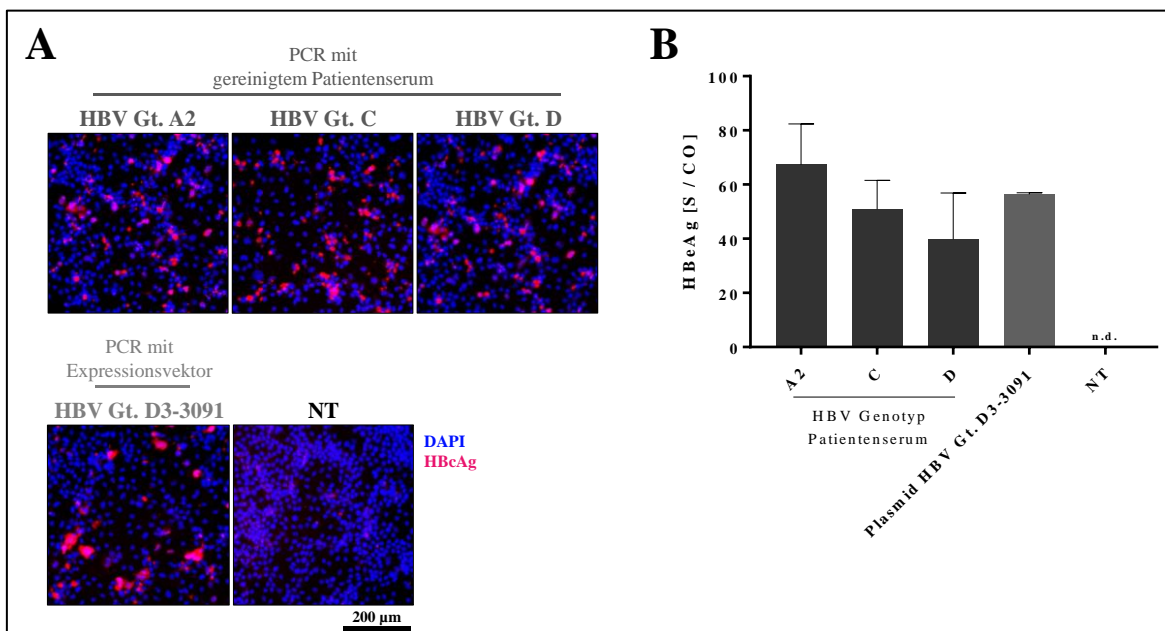 A
PCR mit
gereinigtem Patientenserum
HBV Gt. A2
HBV Gt. C
HBV Gt. D
PCR mit
Expressionsvektor
HBV Gt. D3-3091
NT
DAPI
HBcAg
200 µm
B
HBeAg [S / CO]
100
80
60
40
20
0
n.d.
A2
C
D
Plasmid HBV Gt. D3-3091
NT
HBV Genotyp
Patientenserum